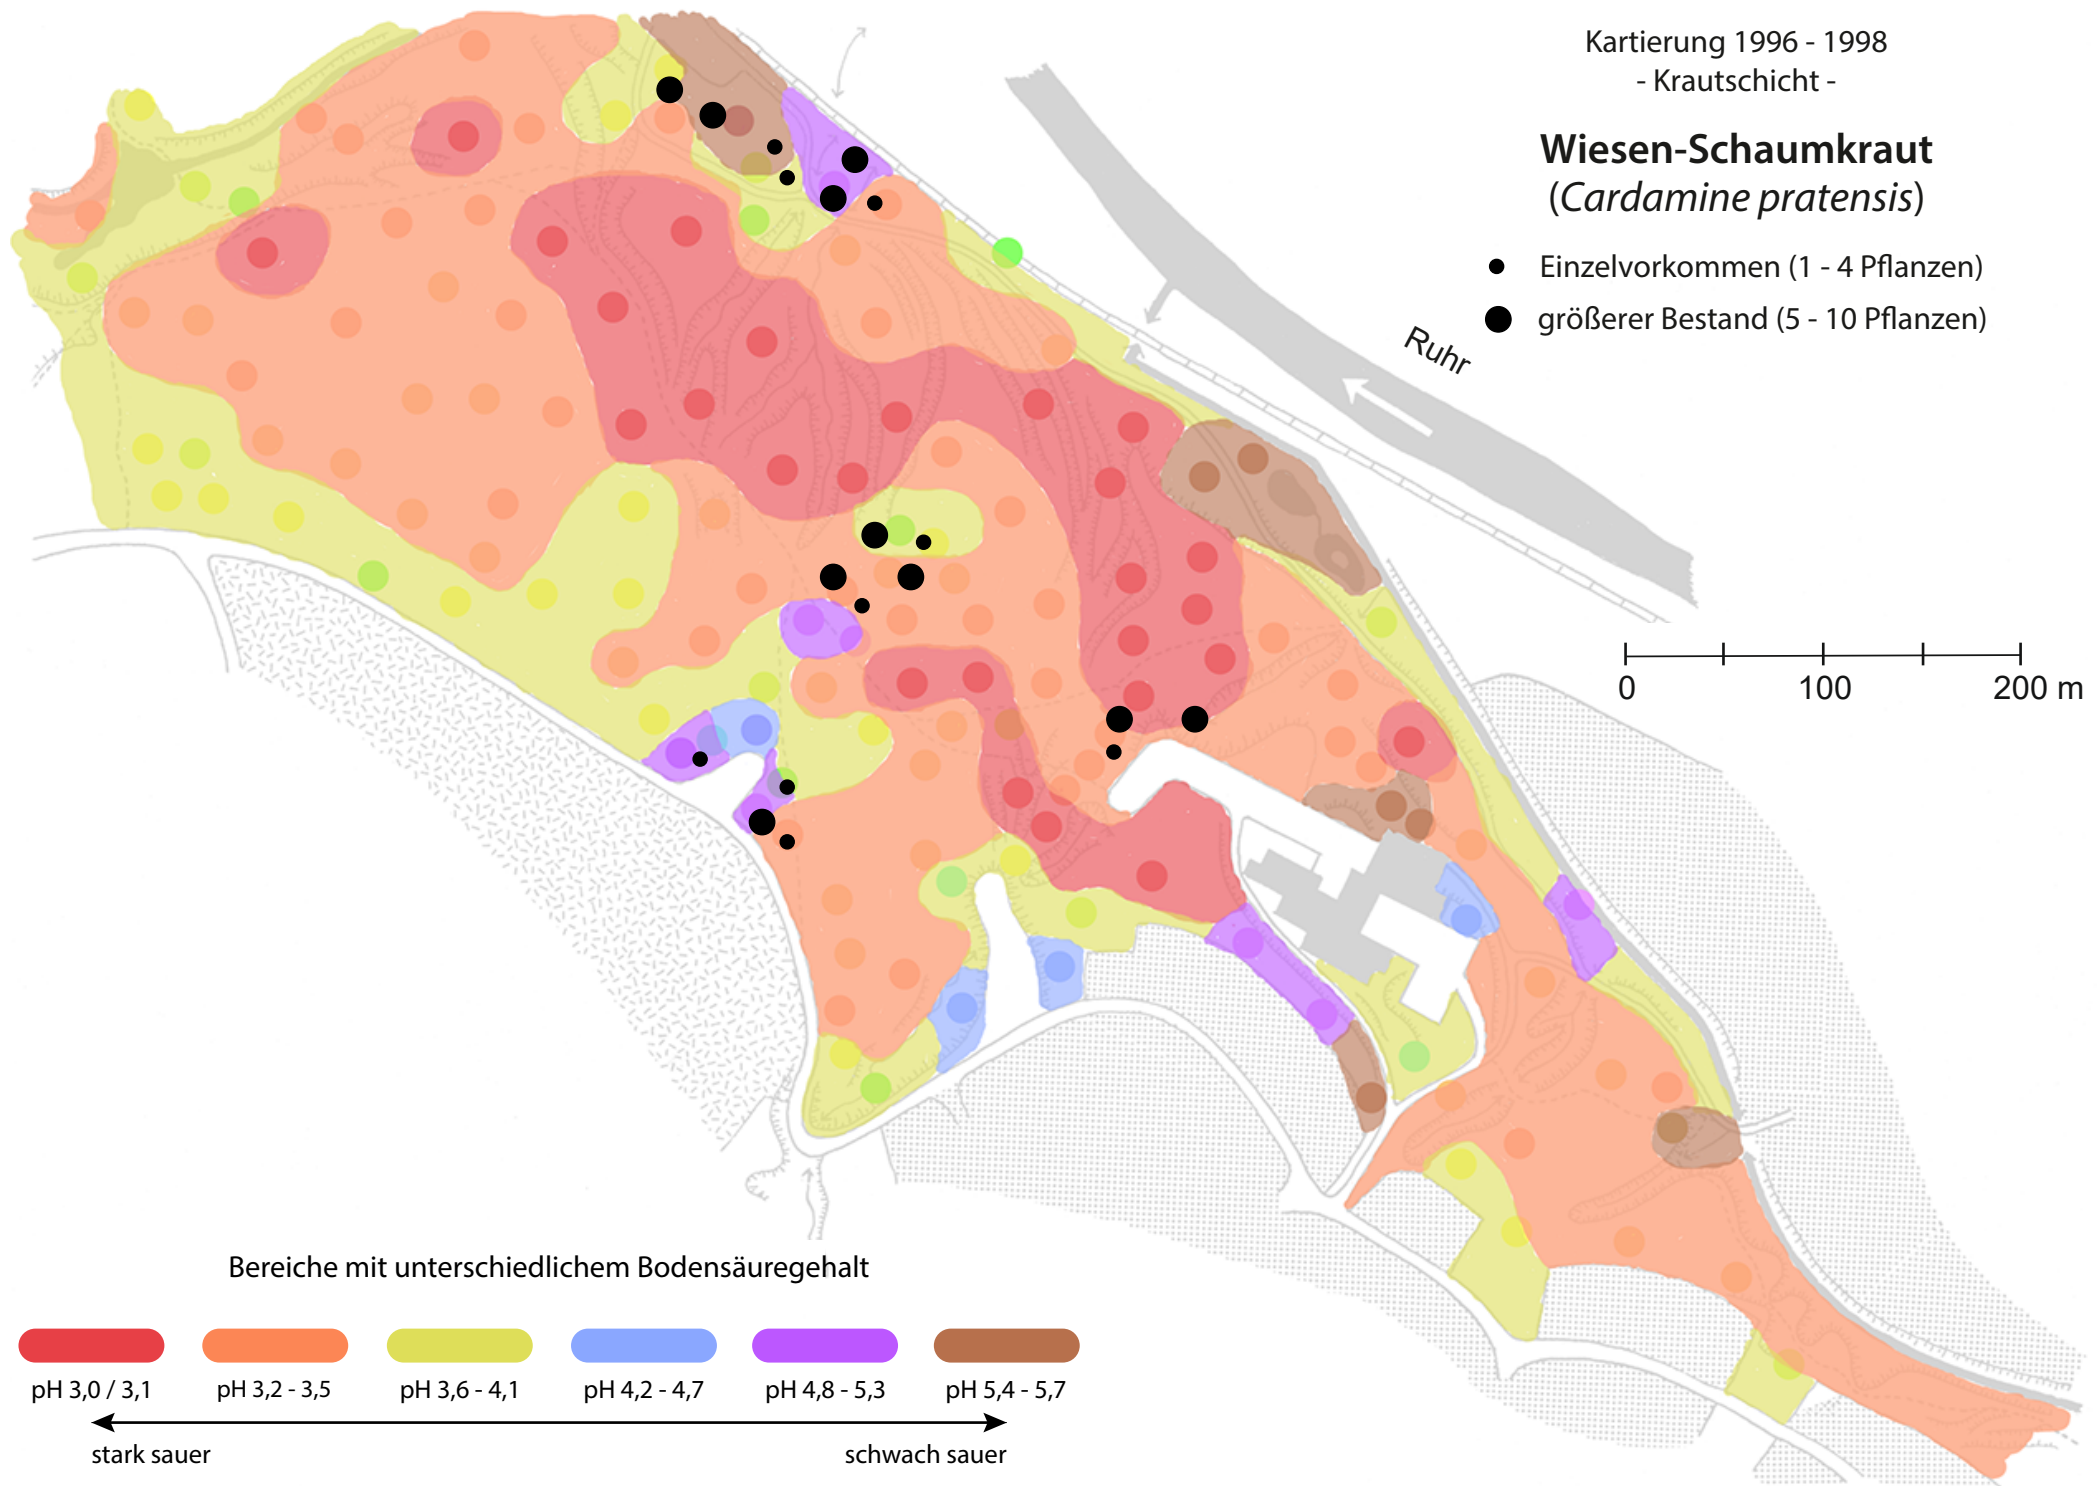 Kartierung 1996 - 1998
- Krautschicht -
Wiesen-Schaumkraut
(Cardamine pratensis)
Einzelvorkommen (1 - 4 Pflanzen)
größerer Bestand (5 - 10 Pflanzen)
Ruhr
0 100 200 m
Bereiche mit unterschiedlichem Bodensäuregehalt
pH 3,0 / 3,1 pH 3,2 - 3,5 pH 3,6 - 4,1 pH 4,2 - 4,7 pH 4,8 - 5,3 pH 5,4 - 5,7
stark sauer schwach sauer